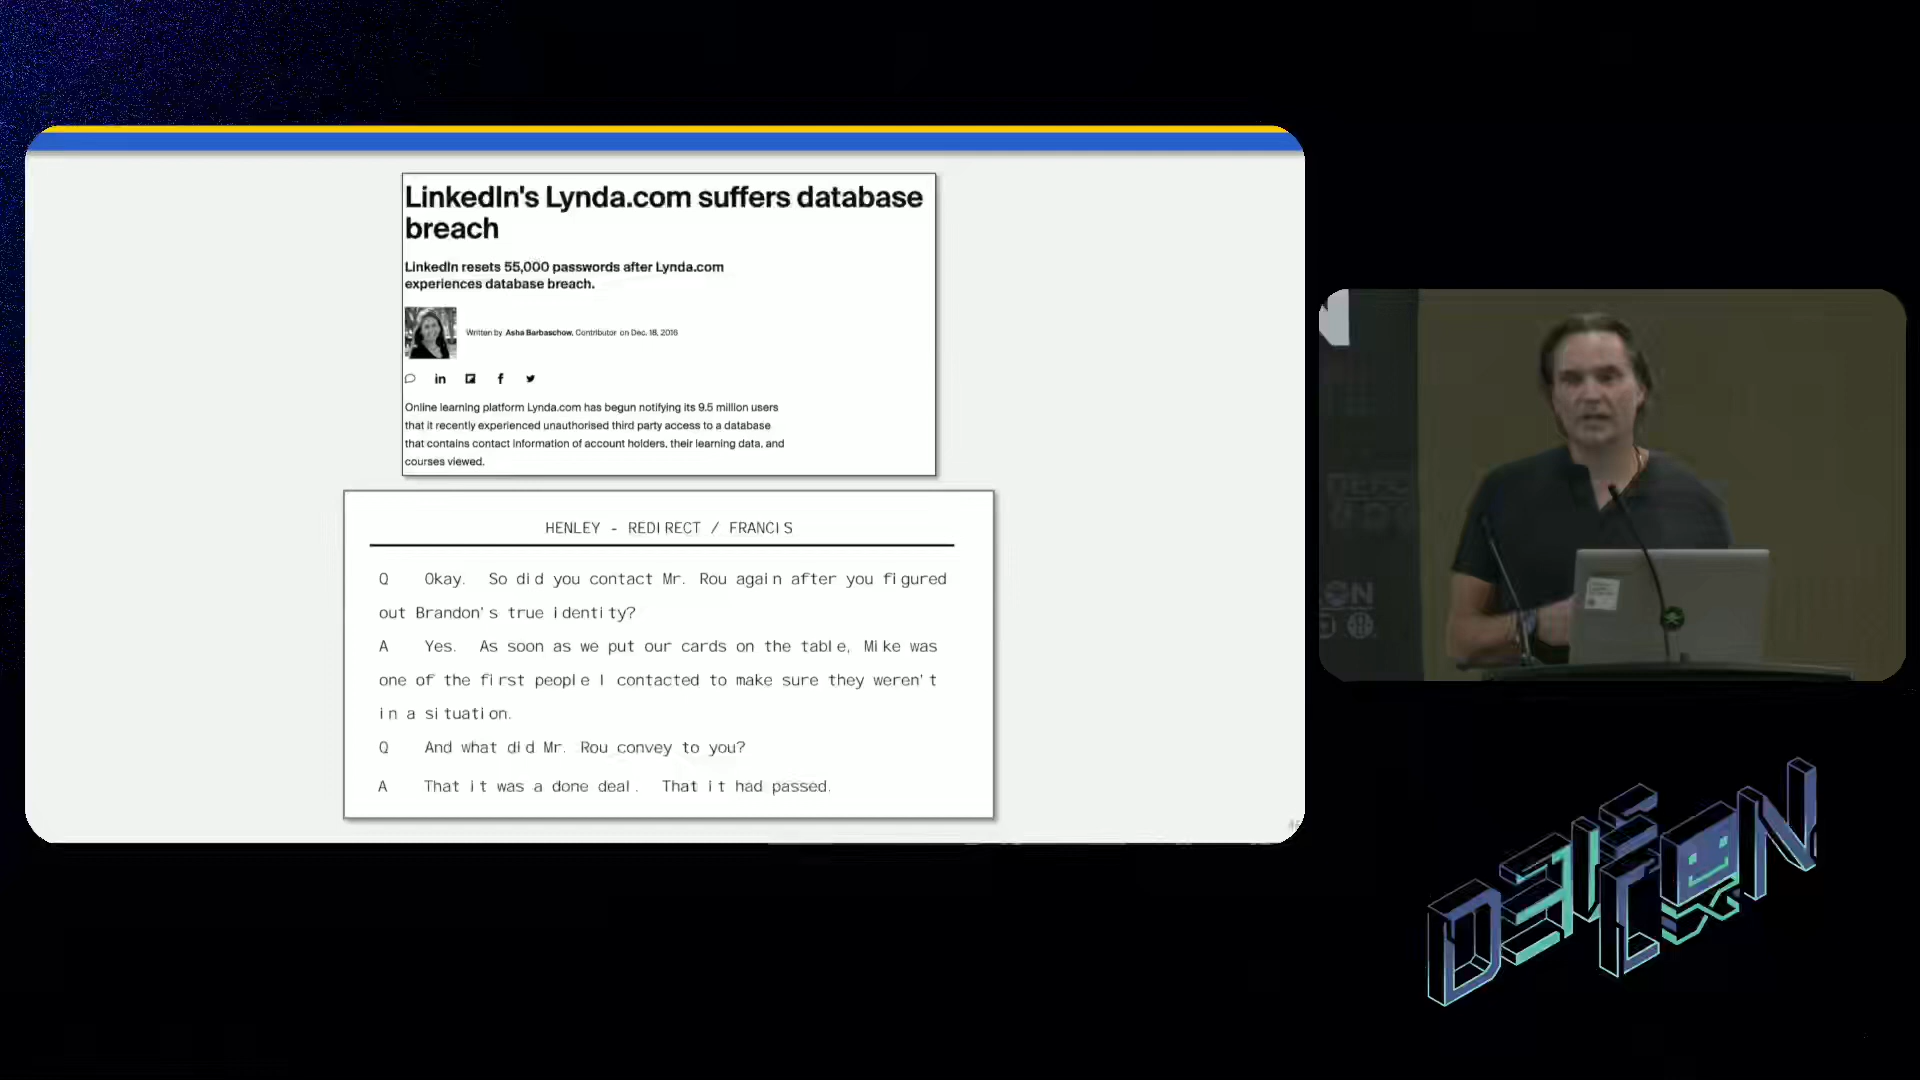 LinkedIn's Lynda.com suffers database
breach
LinkedIn resets 55,000 passwords after Lynda.com
experiences database breach.
Written by Asha Barbaschow, Contributor on Dec. 18, 2016
Online learning platform Lynda.com has begun notifying its 9.5 million users
that it recently experienced unauthorised third party access to a database
that contains contact information of account holders, their learning data, and
courses viewed.
HENLEY - REDIRECT / FRANCIS
Q Okay. So did you contact Mr. Rou again after you figured
out Brandon's true identity?
A Yes. As soon as we put our cards on the table, Mike was
one of the first people I contacted to make sure they weren't
in a situation.
Q And what did Mr. Rou convey to you?
A That it was a done deal. That it had passed.
DEF CON